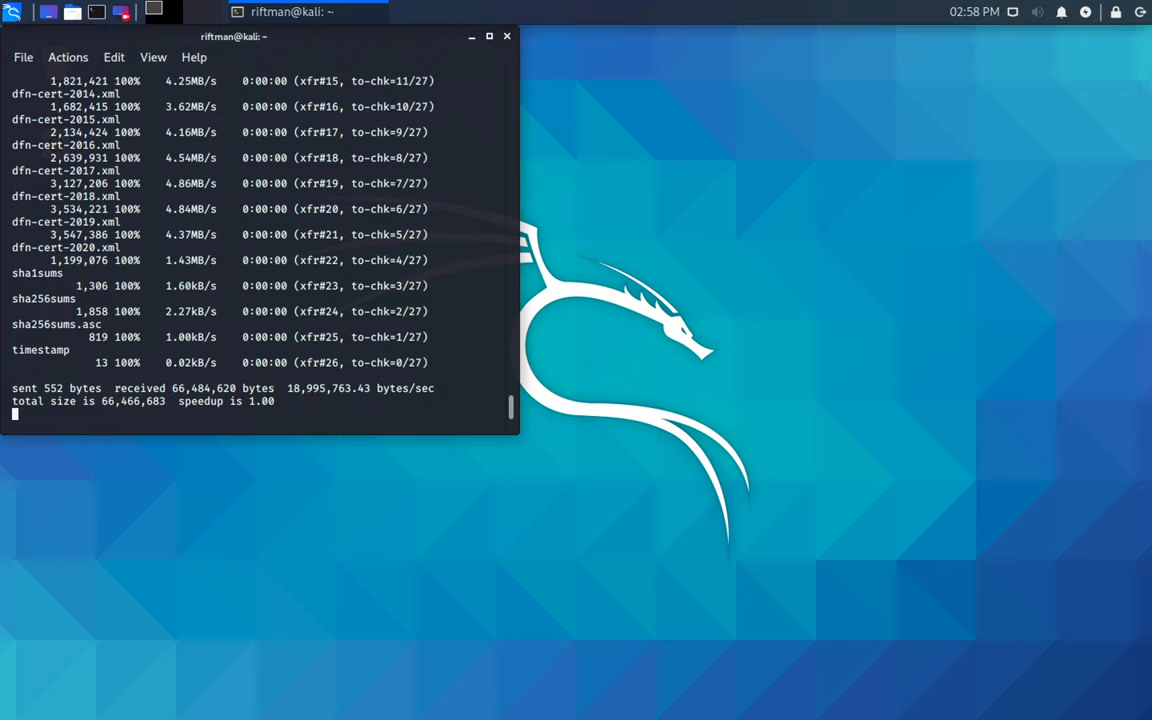 riftman@kali: ~
02:58 PM
riftman@kali: ~
File Actions Edit View Help
1,821,421 100% 4.25MB/s 0:00:00 (xfr#15, to-chk=11/27)
dfn-cert-2014.xml
1,682,415 100% 3.62MB/s 0:00:00 (xfr#16, to-chk=10/27)
dfn-cert-2015.xml
2,134,424 100% 4.16MB/s 0:00:00 (xfr#17, to-chk=9/27)
dfn-cert-2016.xml
2,639,931 100% 4.54MB/s 0:00:00 (xfr#18, to-chk=8/27)
dfn-cert-2017.xml
3,127,206 100% 4.86MB/s 0:00:00 (xfr#19, to-chk=7/27)
dfn-cert-2018.xml
3,534,221 100% 4.84MB/s 0:00:00 (xfr#20, to-chk=6/27)
dfn-cert-2019.xml
3,547,386 100% 4.37MB/s 0:00:00 (xfr#21, to-chk=5/27)
dfn-cert-2020.xml
1,199,076 100% 1.43MB/s 0:00:00 (xfr#22, to-chk=4/27)
sha1sums
1,306 100% 1.60kB/s 0:00:00 (xfr#23, to-chk=3/27)
sha256sums
1,858 100% 2.27kB/s 0:00:00 (xfr#24, to-chk=2/27)
sha256sums.asc
819 100% 1.00kB/s 0:00:00 (xfr#25, to-chk=1/27)
timestamp
13 100% 0.02kB/s 0:00:00 (xfr#26, to-chk=0/27)
sent 552 bytes received 66,484,620 bytes 18,995,763.43 bytes/sec
total size is 66,466,683 speedup is 1.00